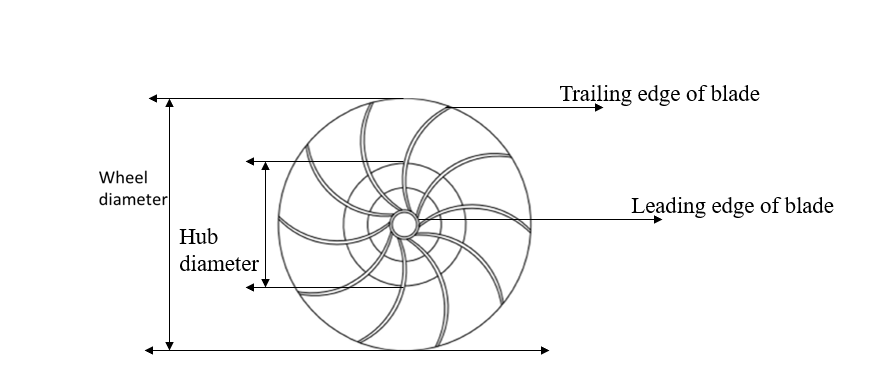 Trailing edge of blade
Wheel
diameter
Leading edge of blade
Hub
diameter